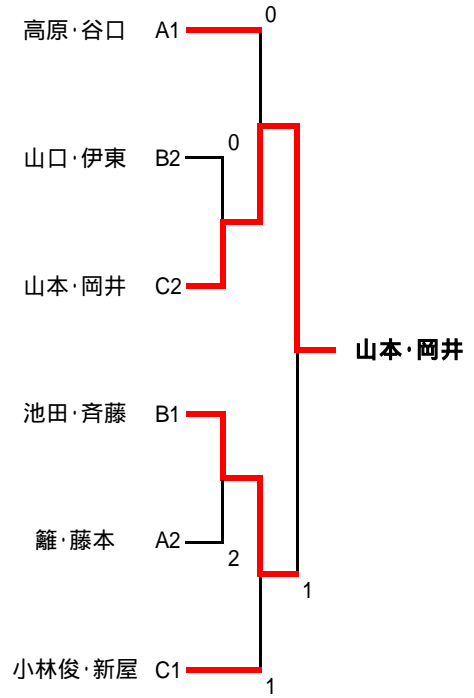 0
高原・谷口 A1
0
山口・伊東 B2
山本・岡井 C2
山本・岡井
池田・斉藤 B1
籬・藤本 A2
2
1
小林俊・新屋 C1
1